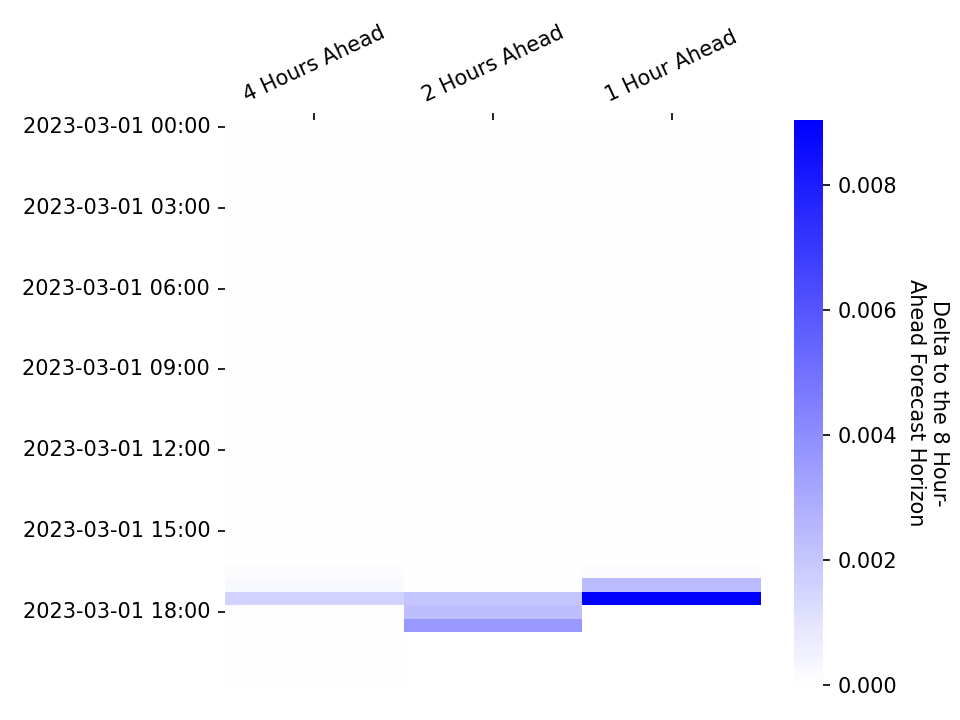 4 Hours Ahead
2 Hours Ahead
1 Hour Ahead
2023-03-01 00:00
2023-03-01 03:00
2023-03-01 06:00
2023-03-01 09:00
2023-03-01 12:00
2023-03-01 15:00
2023-03-01 18:00
0.008
0.006
0.004
0.002
0.000
Delta to the 8 Hour-
Ahead Forecast Horizon